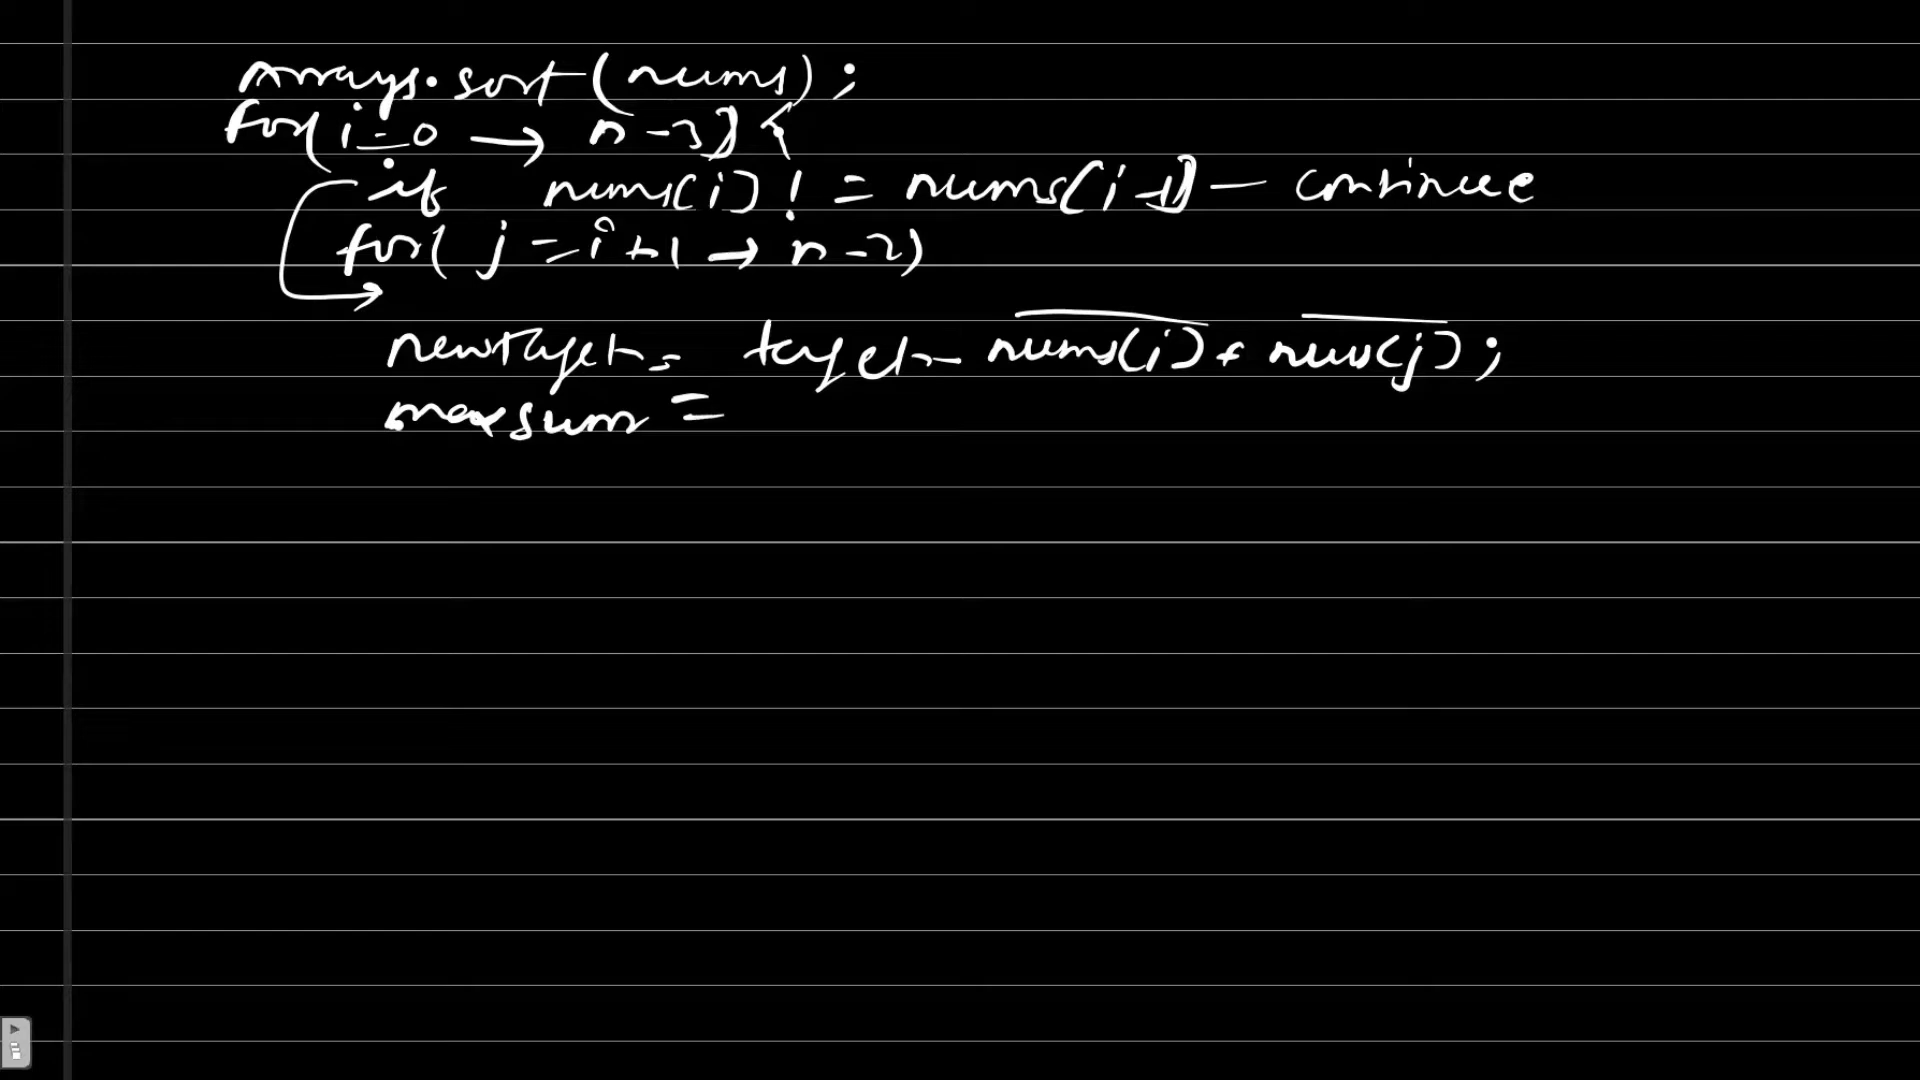 Arrays.sort(nums);
for(i=0 → n-3) {
if nums(i) != nums(i-1) - continue
for( j = i+1 → n-2)
newtarget = target - nums(i) + nums(j);
maxsum =